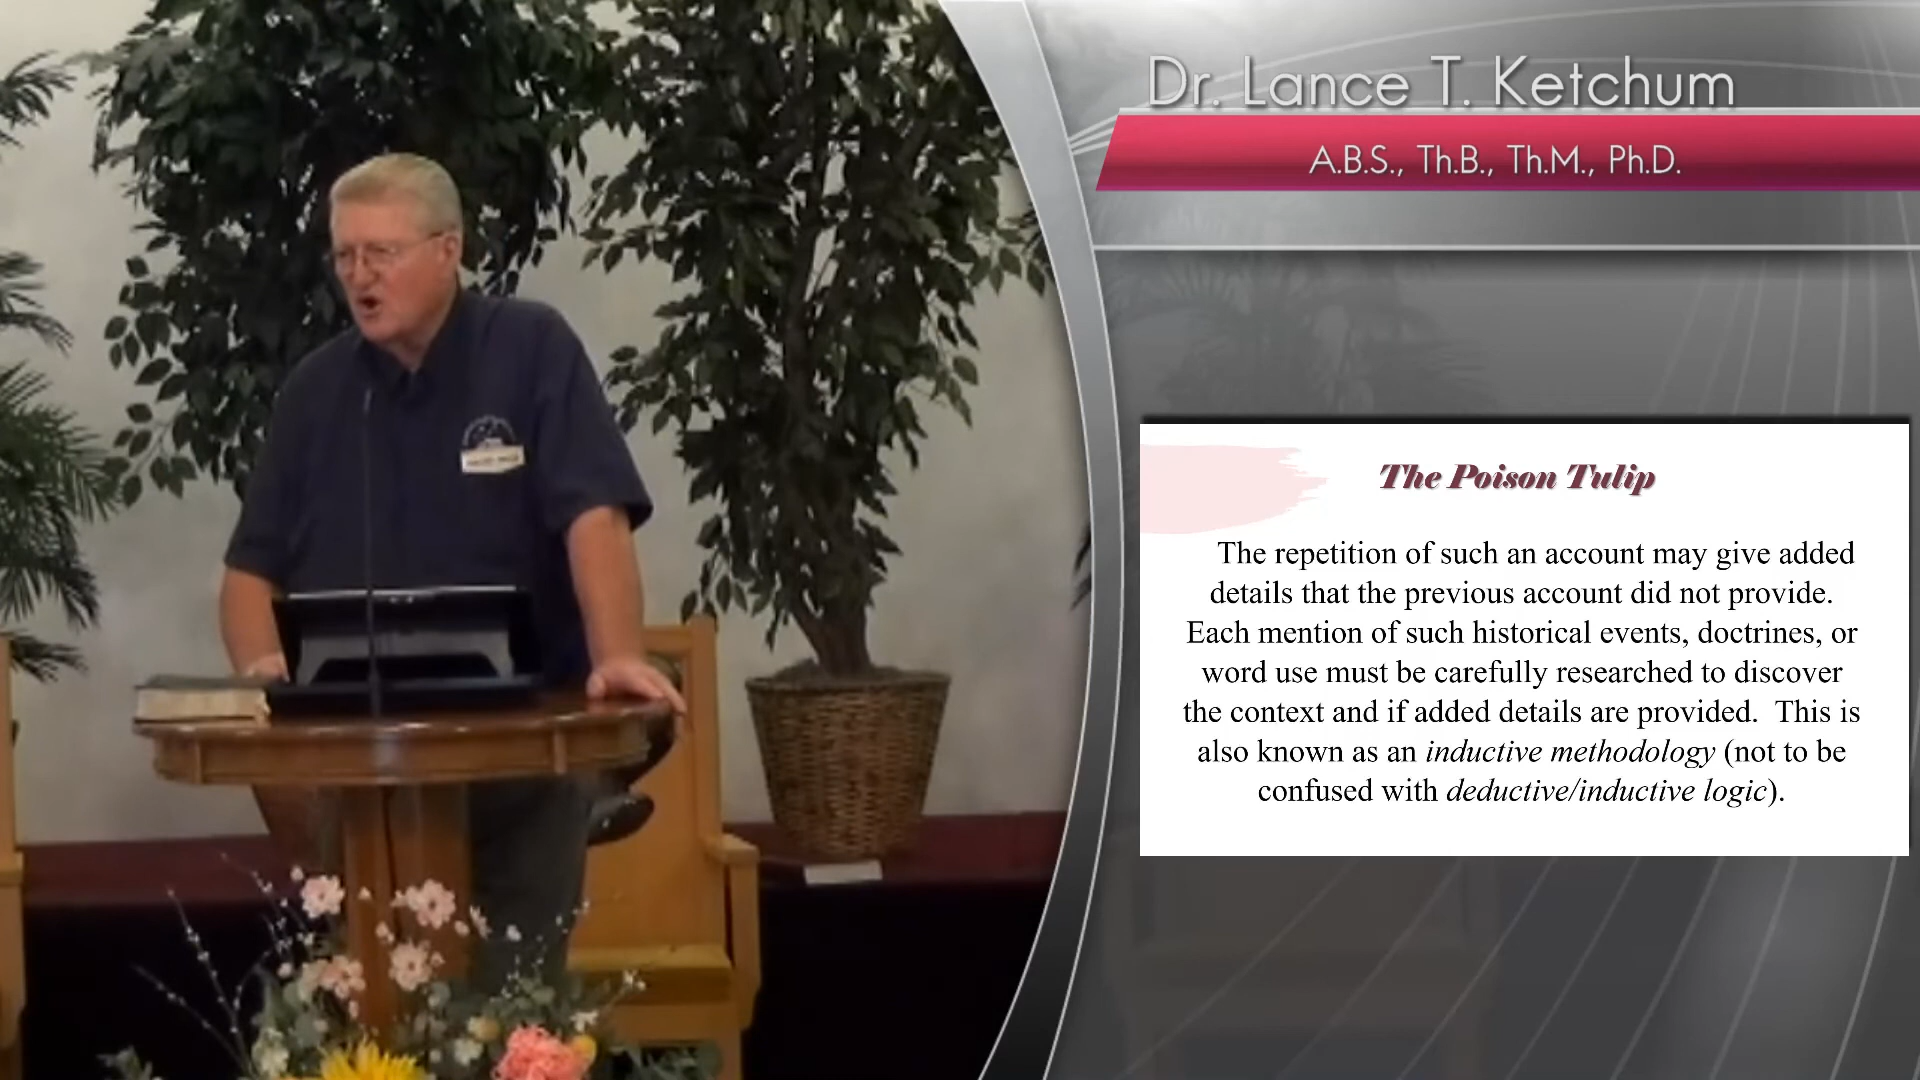 Dr. Lance T. Ketchum
A.B.S., Th.B., Th.M., Ph.D.
The Poison Tulip
The repetition of such an account may give added
details that the previous account did not provide.
Each mention of such historical events, doctrines, or
word use must be carefully researched to discover
the context and if added details are provided.  This is
also known as an inductive methodology (not to be
confused with deductive/inductive logic).